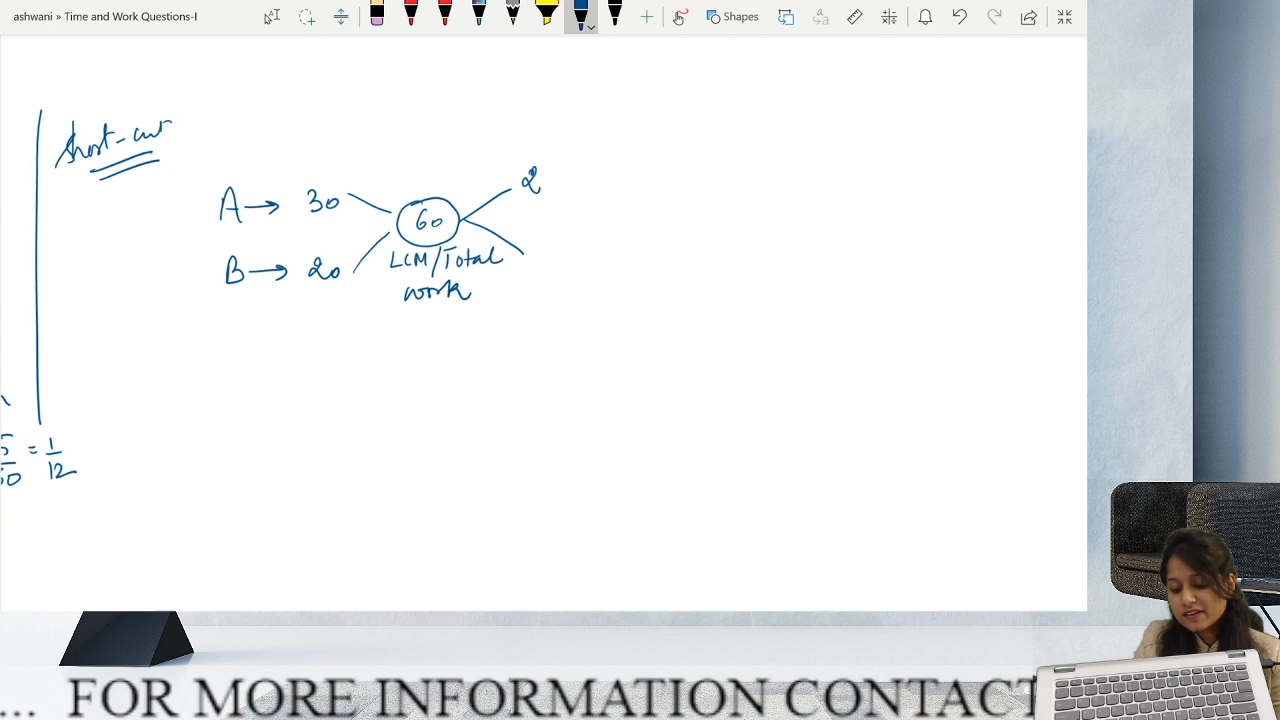 ashwani » Time and Work Questions-I
Shapes
short-cut
A → 30
60
2
B → 20
LCM/Total
work
= 1/12
... FOR MORE INFORMATION CONTACT